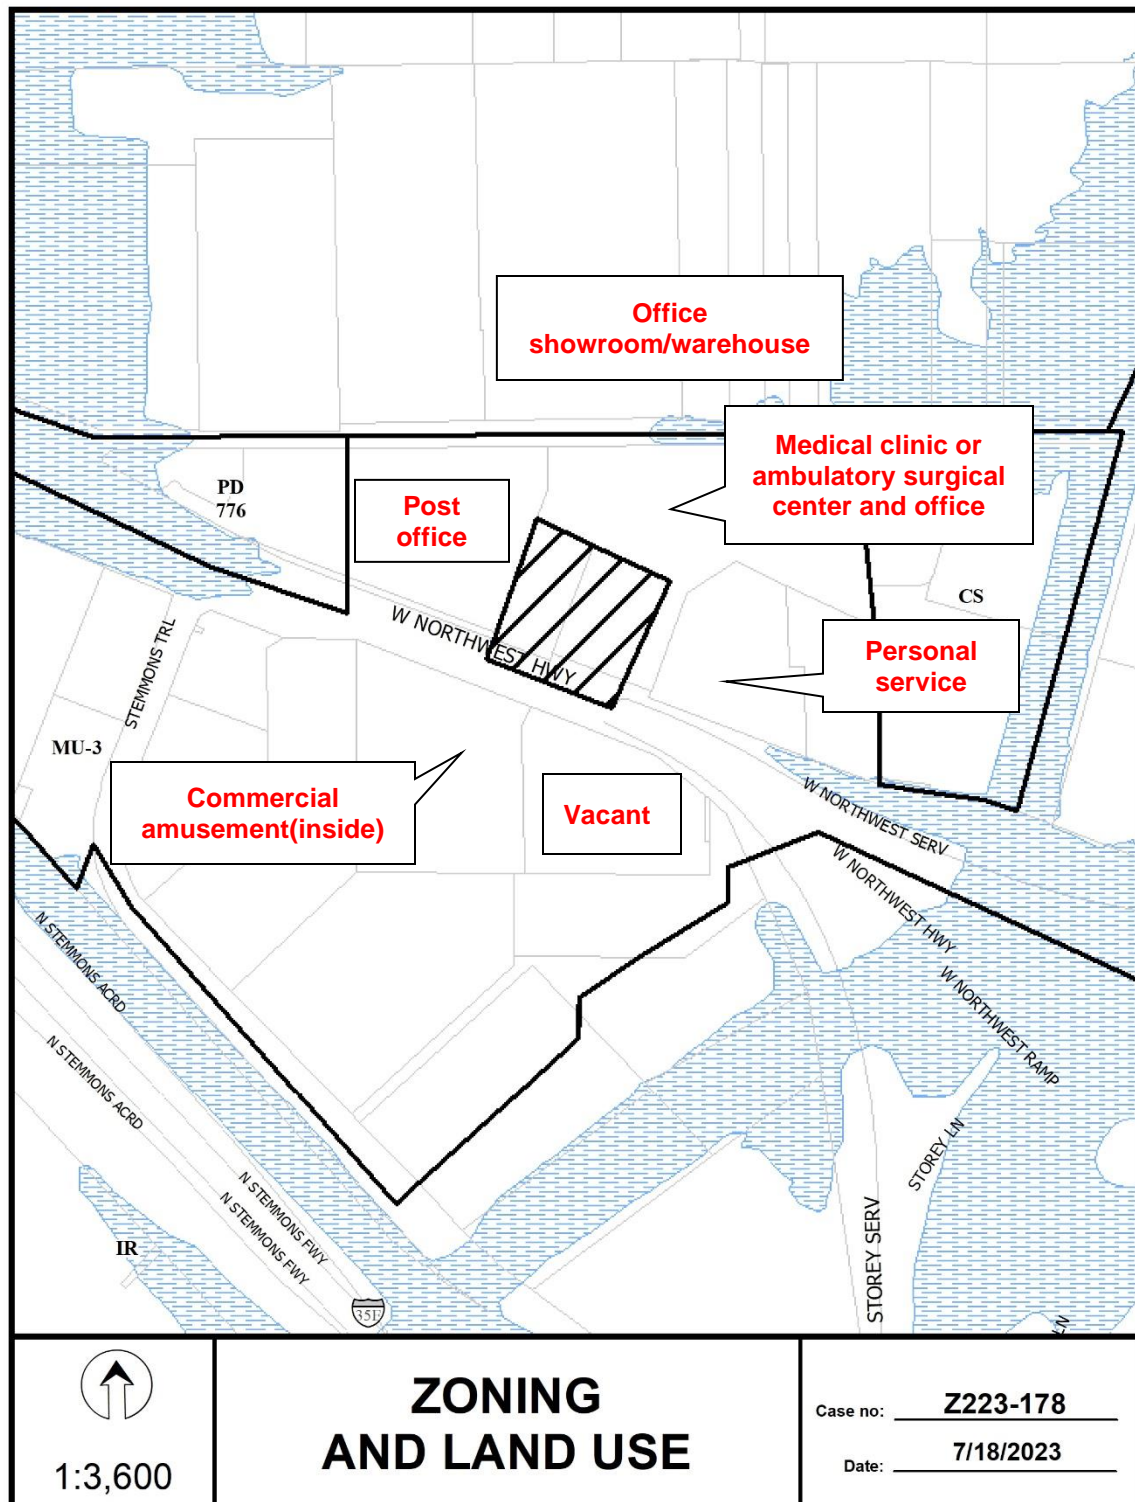 Office
showroom/warehouse
Medical clinic or
ambulatory surgical
center and office
PD
776
Post
office
CS
W NORTHWEST HWY
Personal
service
STEMMONS TRL
MU-3
Commercial
amusement(inside)
Vacant
W NORTHWEST SERV
W NORTHWEST HWY
W NORTHWEST RAMP
N STEMMONS ACRD
N STEMMONS ACRD
STOREY LN
N STEMMONS FWY
N STEMMONS FWY
STOREY SERV
IR
35E
LN
1:3,600
ZONING
AND LAND USE
Case no: Z223-178
Date: 7/18/2023